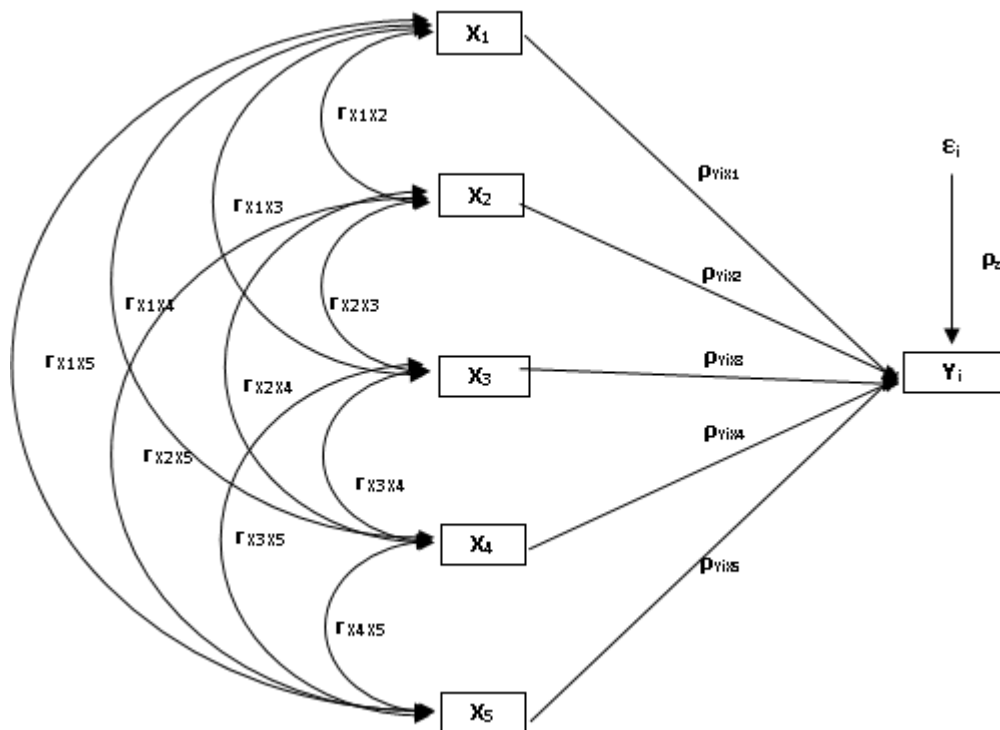 X₁
rX1X2
εᵢ
ρYiX1
X₂
rX1X3
ρz
ρYiX2
rX1X4
rX2X3
rX1X5
ρYiX3
X₃
Yᵢ
rX2X4
ρYiX4
rX2X5
rX3X4
rX3X5
X₄
ρYiX5
rX4X5
X₅